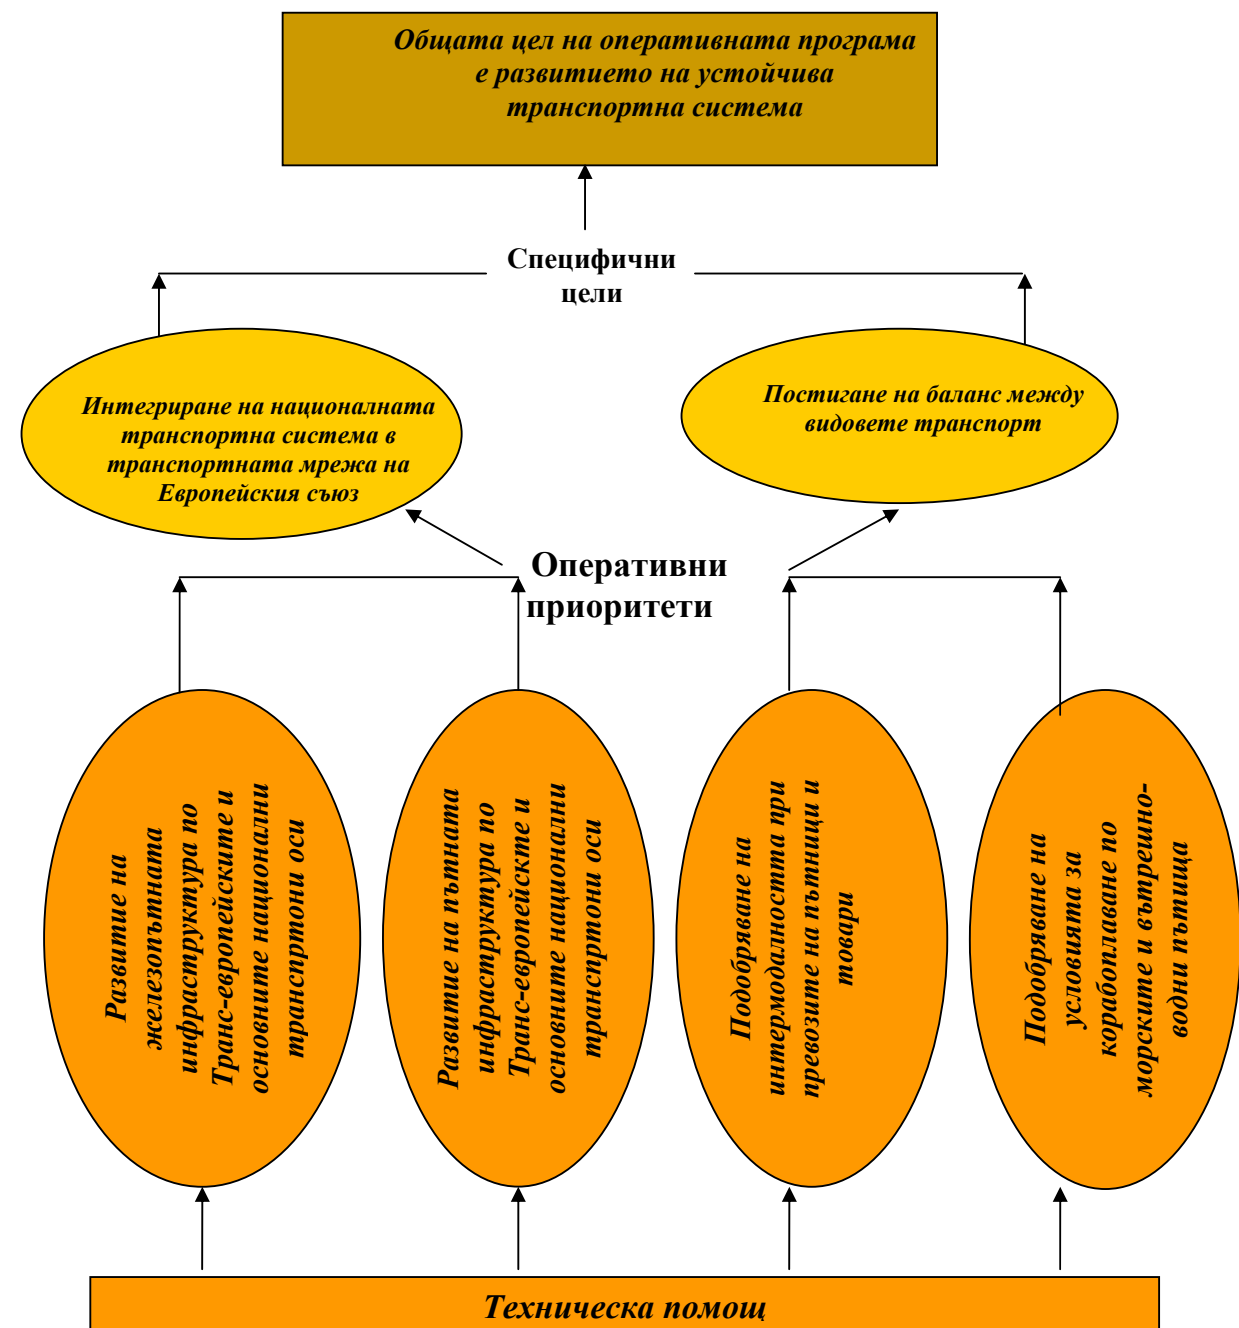 Общата цел на оперативната програма
е развитието на устойчива
транспортна система
Специфични
цели
Интегриране на националната
транспортна система в
транспортната мрежа на
Европейския съюз
Постигане на баланс между
видовете транспорт
Оперативни
приоритети
Развитие на
железопътната
инфраструктура по
Транс-европейските и
основните национални
транспртони оси
Развитие на пътната
инфраструктура по
Транс-европейскте и
основните национални
транспртони оси
Подобряване на
интермодалността при
превозите на пътници и
товари
Подобряване на
условията за
корабоплаване по
морските и вътрешно-
водни пътища
Техническа помощ